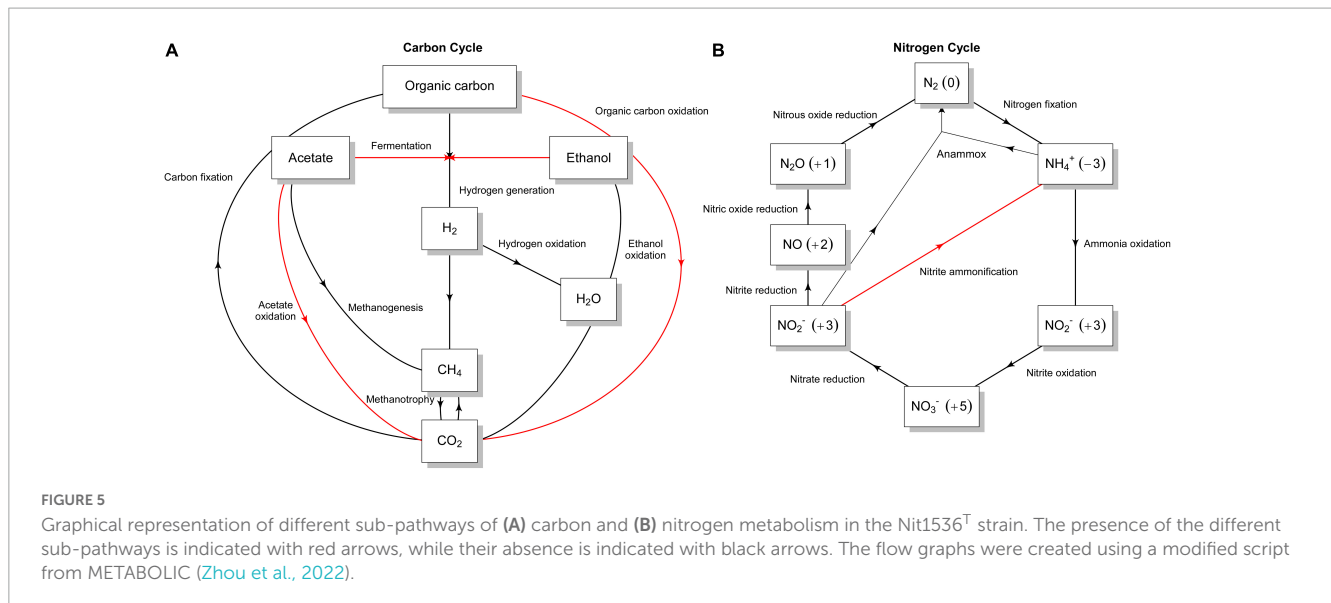 A
Carbon Cycle
Organic carbon
Organic carbon oxidation
Fermentation
Acetate
Ethanol
Carbon fixation
Hydrogen generation
H₂
Hydrogen oxidation
Ethanol
oxidation
H₂O
Acetate
oxidation
Methanogenesis
CH₄
Methanotrophy
CO₂
B
Nitrogen Cycle
N₂ (0)
Nitrogen fixation
Nitrous oxide reduction
Anammox
N₂O (+1)
NH₄⁺ (−3)
Nitric oxide reduction
NO (+2)
Ammonia oxidation
Nitrite ammonification
Nitrite reduction
NO₂⁻ (+3)
NO₂⁻ (+3)
Nitrate reduction
Nitrite oxidation
NO₃⁻ (+5)
FIGURE 5
Graphical representation of different sub-pathways of (A) carbon and (B) nitrogen metabolism in the Nit1536ᵀ strain. The presence of the different
sub-pathways is indicated with red arrows, while their absence is indicated with black arrows. The flow graphs were created using a modified script
from METABOLIC (Zhou et al., 2022).